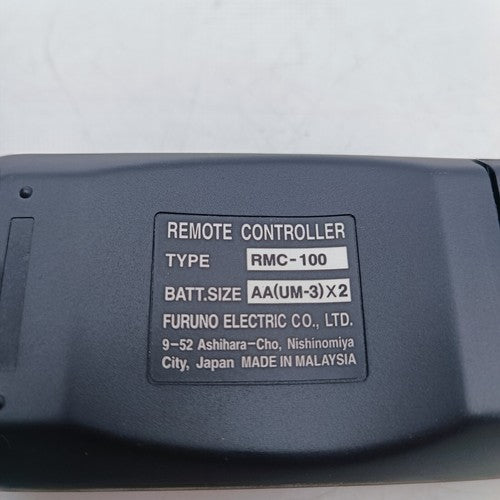 REMOTE CONTROLLER
TYPE RMC-100
BATT.SIZE AA(UM-3)X2
FURUNO ELECTRIC CO., LTD.
9-52 Ashihara-Cho, Nishinomiya
City, Japan MADE IN MALAYSIA